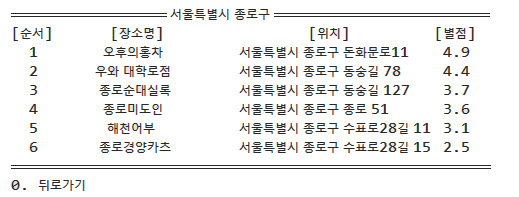 서울특별시 종로구
[순서] [장소명] [위치] [별점]
1 오후의홍차 서울특별시 종로구 돈화문로11 4.9
2 우와 대학로점 서울특별시 종로구 동숭길 78 4.4
3 종로순대실록 서울특별시 종로구 동숭길 127 3.7
4 종로미도인 서울특별시 종로구 종로 51 3.6
5 해천어부 서울특별시 종로구 수표로28길 11 3.1
6 종로경양카츠 서울특별시 종로구 수표로28길 15 2.5
0. 뒤로가기